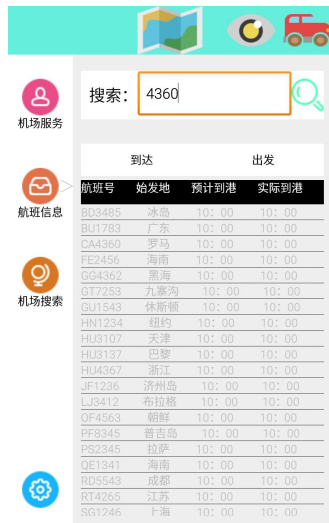 搜索： 4360
机场服务
到达 出发
航班号 始发地 预计到港 实际到港
航班信息
BD3485 冰岛 10：00 10：00
BU1783 广东 10：00 10：00
CA4360 罗马 10：00 10：00
FE2456 海南 10：00 10：00
GG4362 黑海 10：00 10：00
GT7253 九寨沟 10：00 10：00
GU1543 休斯顿 10：00 10：00
机场搜索
HN1234 纽约 10：00 10：00
HU3107 天津 10：00 10：00
HU3137 巴黎 10：00 10：00
HU4367 浙江 10：00 10：00
JF1236 济州岛 10：00 10：00
LJ3412 布拉格 10：00 10：00
OF4563 朝鲜 10：00 10：00
PF8345 普吉岛 10：00 10：00
PS2345 拉萨 10：00 10：00
QE1341 海南 10：00 10：00
RD5543 成都 10：00 10：00
RT4265 江苏 10：00 10：00
SG1246 上海 10：00 10：00